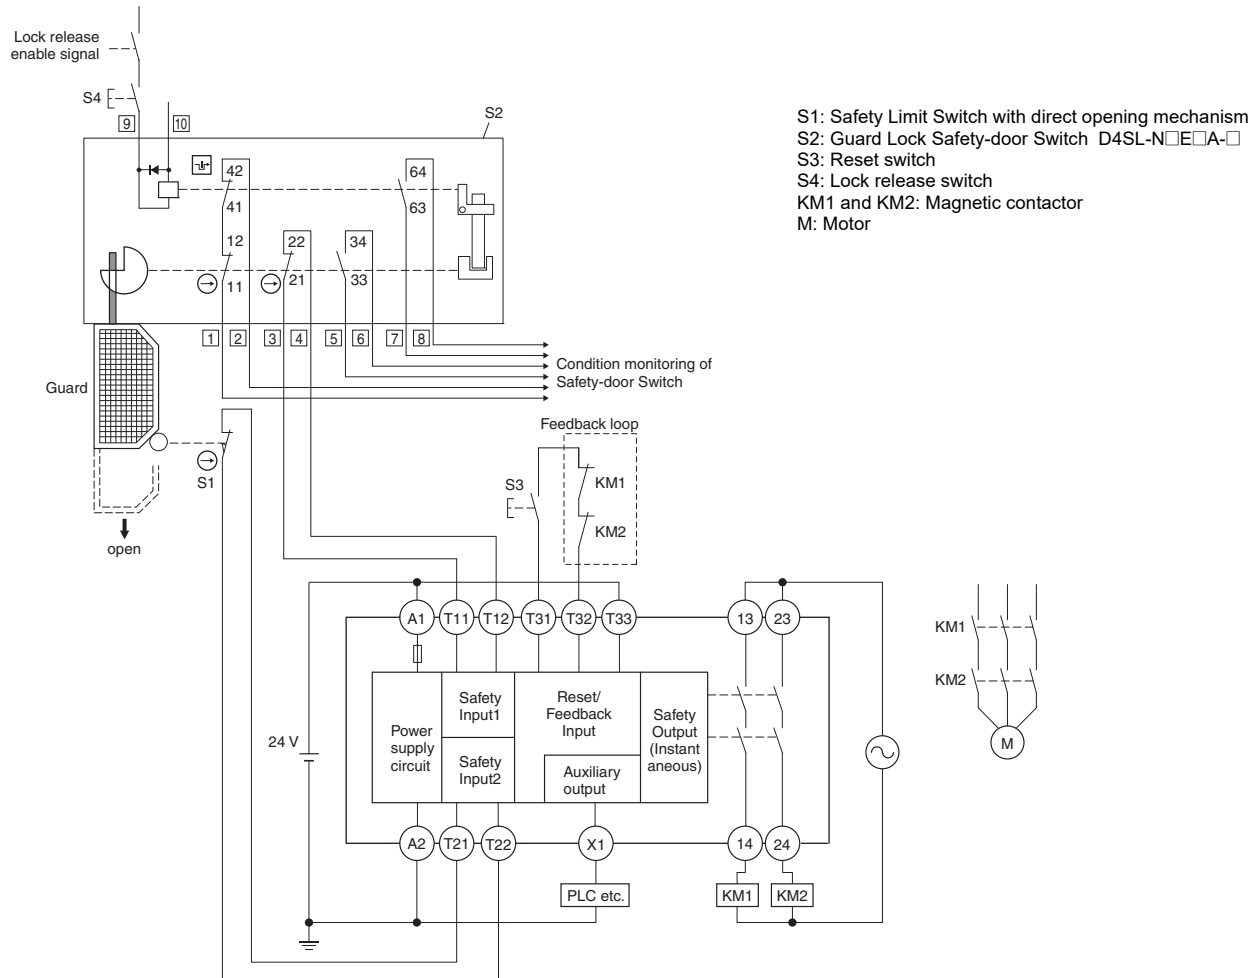 Lock release
enable signal
S4
9
10
S2
S1: Safety Limit Switch with direct opening mechanism
S2: Guard Lock Safety-door Switch D4SL-N□E□A-□
S3: Reset switch
S4: Lock release switch
KM1 and KM2: Magnetic contactor
M: Motor
42
64
41
63
12
22
34
11
21
33
1
2
3
4
5
6
7
8
Condition monitoring of
Safety-door Switch
Guard
Feedback loop
S1
S3
KM1
KM2
open
A1
T11
T12
T31
T32
T33
13
23
KM1
KM2
M
24 V
Power
supply
circuit
Safety
Input1
Safety
Input2
Reset/
Feedback
Input
Auxiliary
output
Safety
Output
(Instant
aneous)
A2
T21
T22
X1
14
24
PLC etc.
KM1
KM2